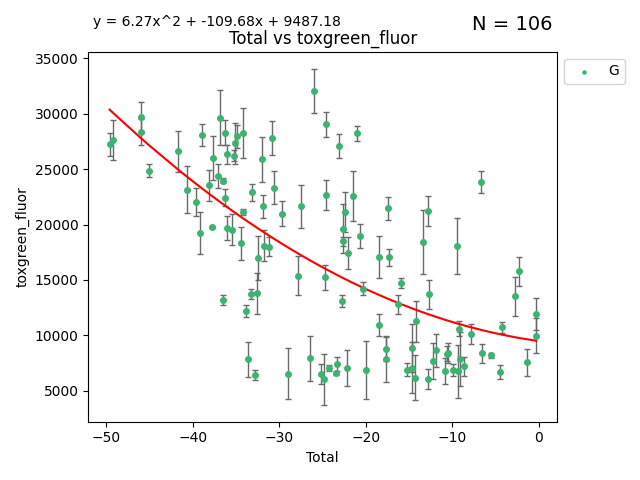 y = 6.27x^2 + -109.68x + 9487.18
N = 106
Total vs toxgreen_fluor
35000
30000
25000
20000
15000
10000
5000
toxgreen_fluor
−50
−40
−30
−20
−10
0
Total
G